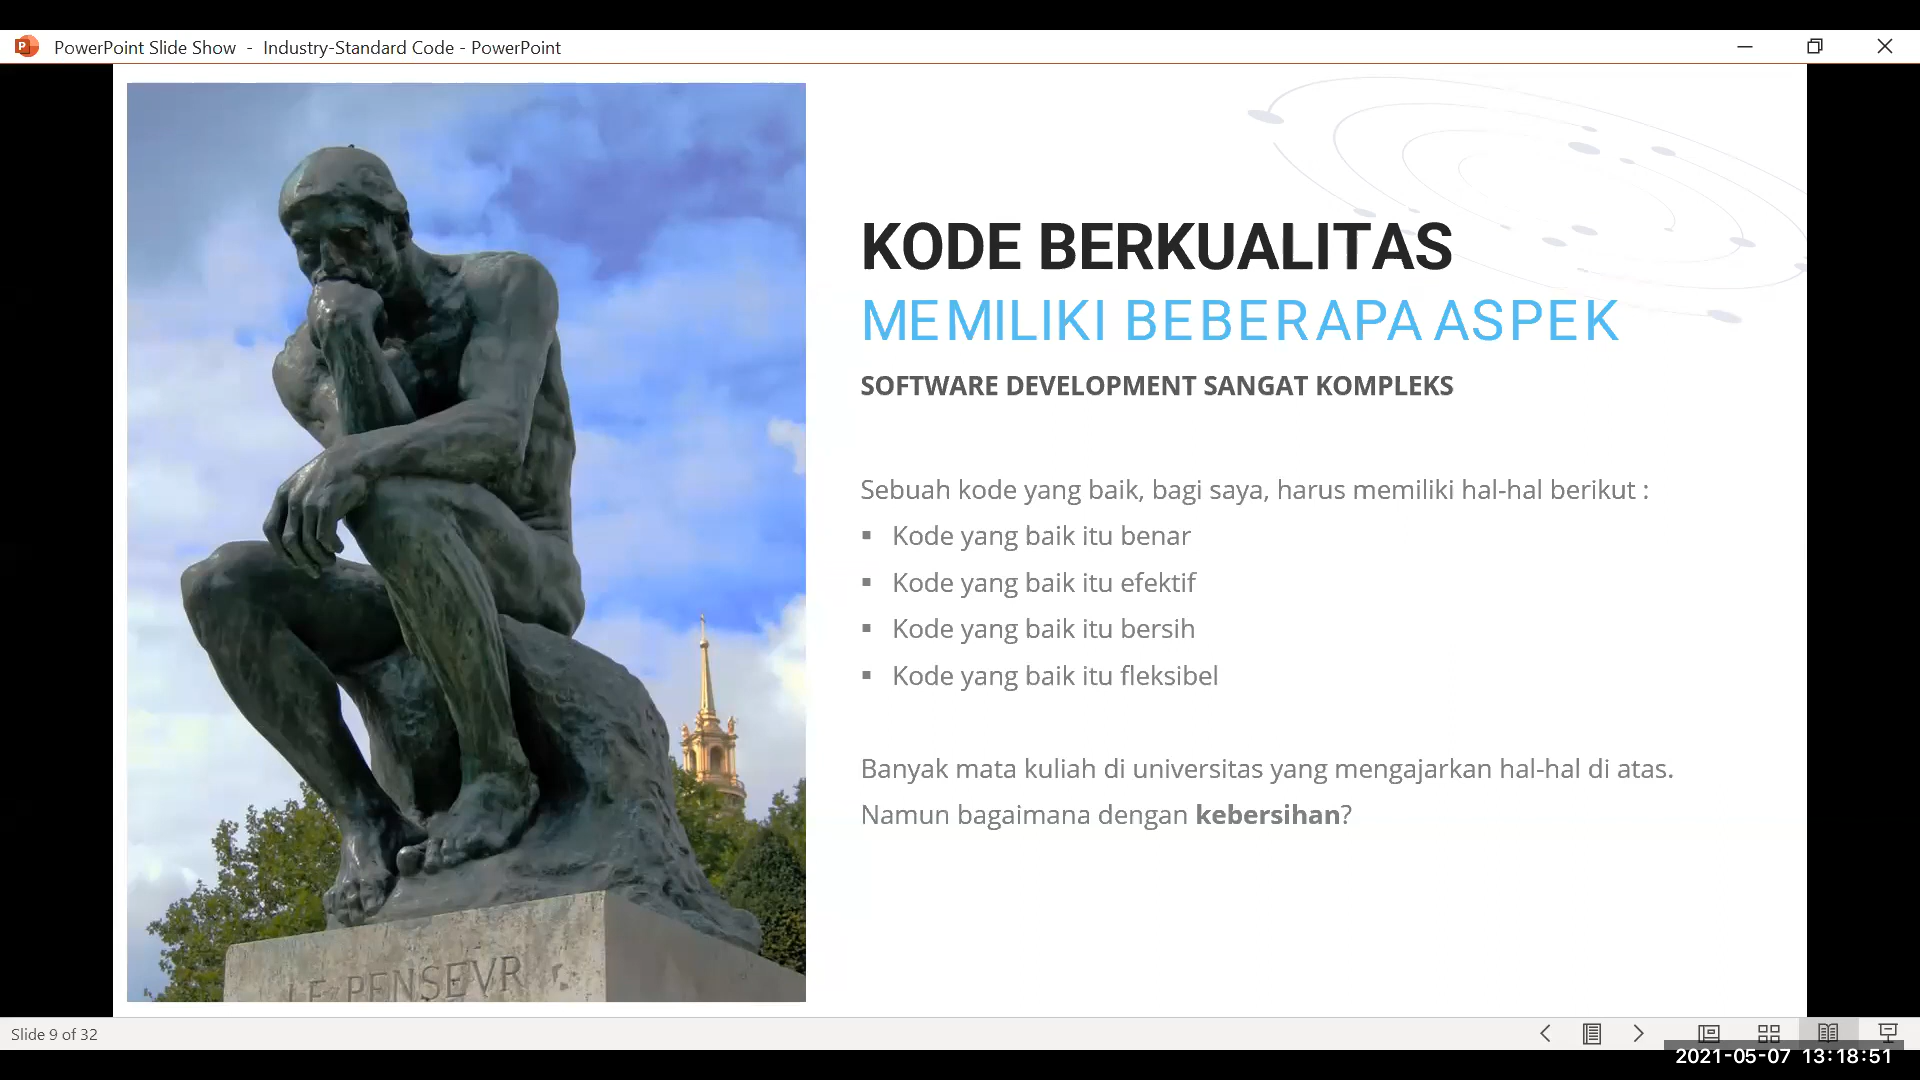 PowerPoint Slide Show - Industry-Standard Code - PowerPoint
KODE BERKUALITAS
MEMILIKI BEBERAPA ASPEK
SOFTWARE DEVELOPMENT SANGAT KOMPLEKS
Sebuah kode yang baik, bagi saya, harus memiliki hal-hal berikut :
▪ Kode yang baik itu benar
▪ Kode yang baik itu efektif
▪ Kode yang baik itu bersih
▪ Kode yang baik itu fleksibel
Banyak mata kuliah di universitas yang mengajarkan hal-hal di atas.
Namun bagaimana dengan kebersihan?
LE PENSEVR
Slide 9 of 32
2021-05-07 13:18:51